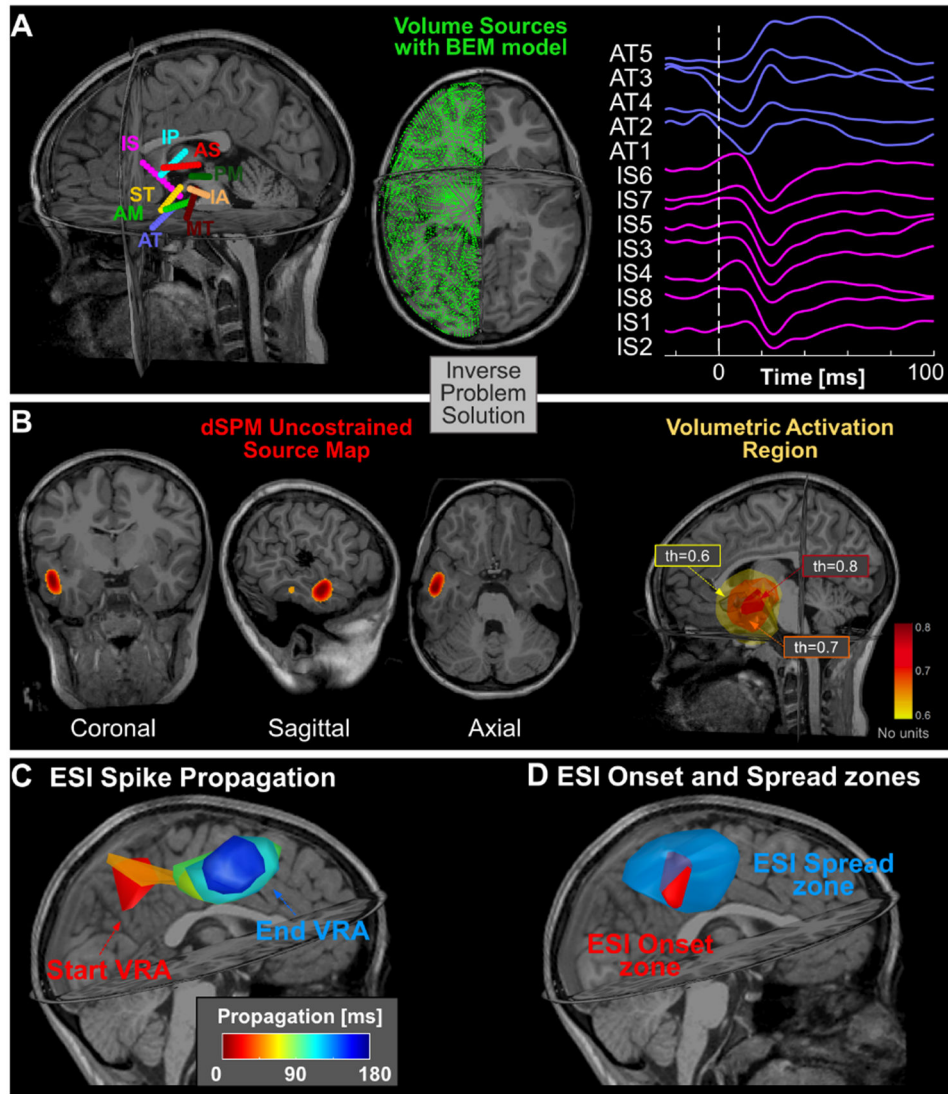 A
Volume Sources
with BEM model
IS
IP
AS
PM
ST
IA
AM
MT
AT
AT5
AT3
AT4
AT2
AT1
IS6
IS7
IS5
IS3
IS4
IS8
IS1
IS2
0
Time [ms]
100
Inverse
Problem
Solution
B
dSPM Uncostrained
Source Map
Volumetric Activation
Region
th=0.6
th=0.8
th=0.7
0.8
0.7
0.6
No units
Coronal
Sagittal
Axial
C ESI Spike Propagation
Start VRA
End VRA
Propagation [ms]
0
90
180
D ESI Onset and Spread zones
ESI Spread
zone
ESI Onset
zone